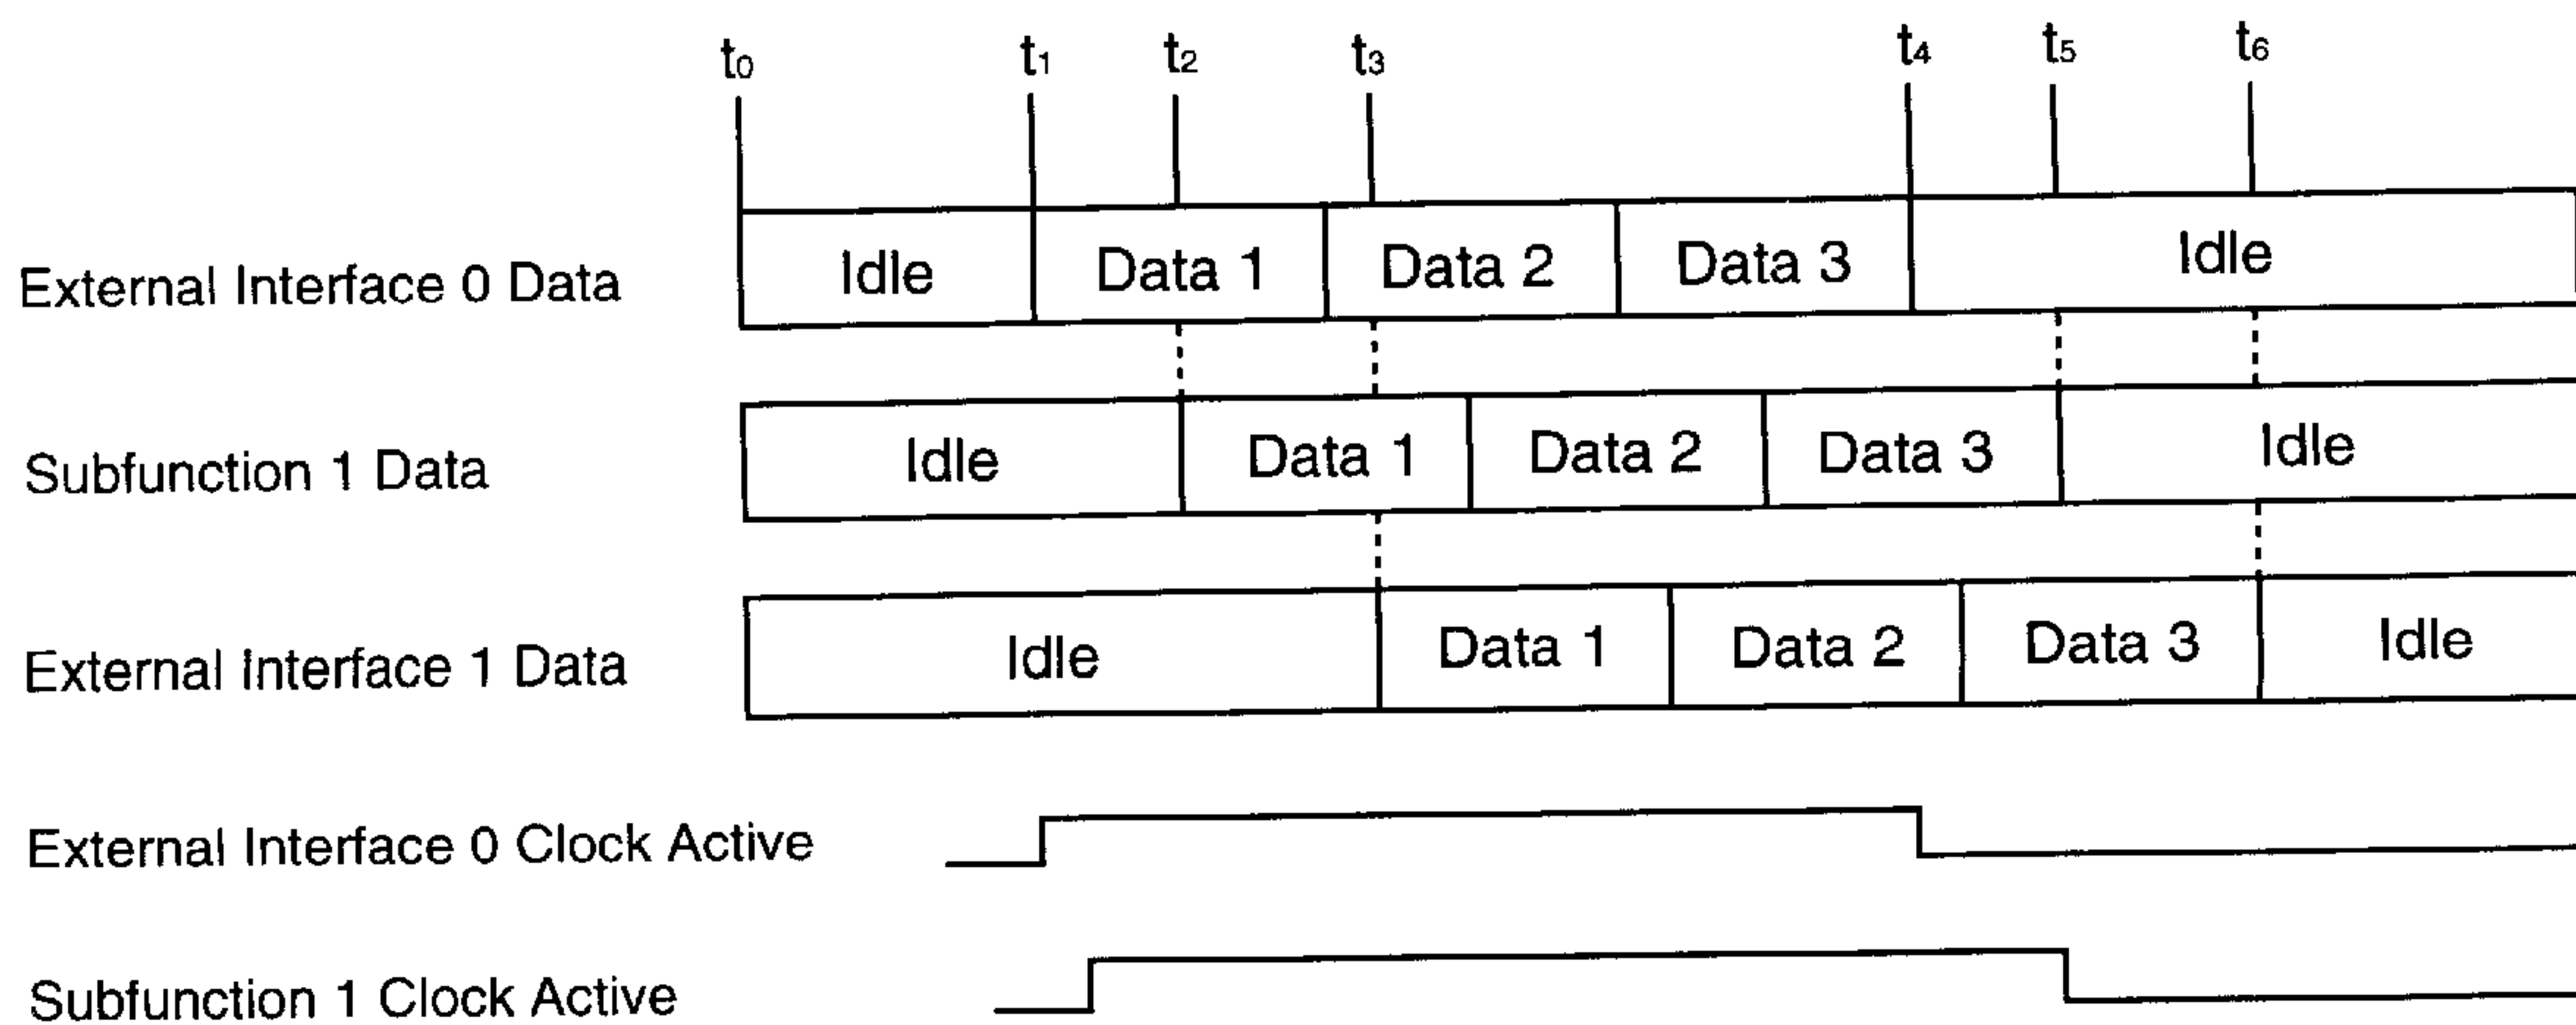 t0 t1 t2 t3 t4 t5 t6
External Interface 0 Data Idle Data 1 Data 2 Data 3 Idle
Subfunction 1 Data Idle Data 1 Data 2 Data 3 Idle
External Interface 1 Data Idle Data 1 Data 2 Data 3 Idle
External Interface 0 Clock Active
Subfunction 1 Clock Active